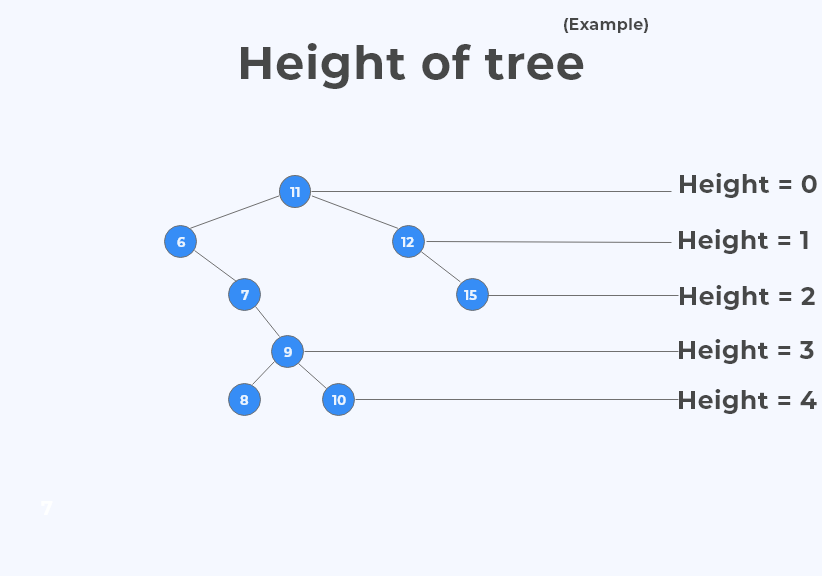 (Example)
Height of tree
11 Height = 0
6 12 Height = 1
7 15 Height = 2
9 Height = 3
8 10 Height = 4
7